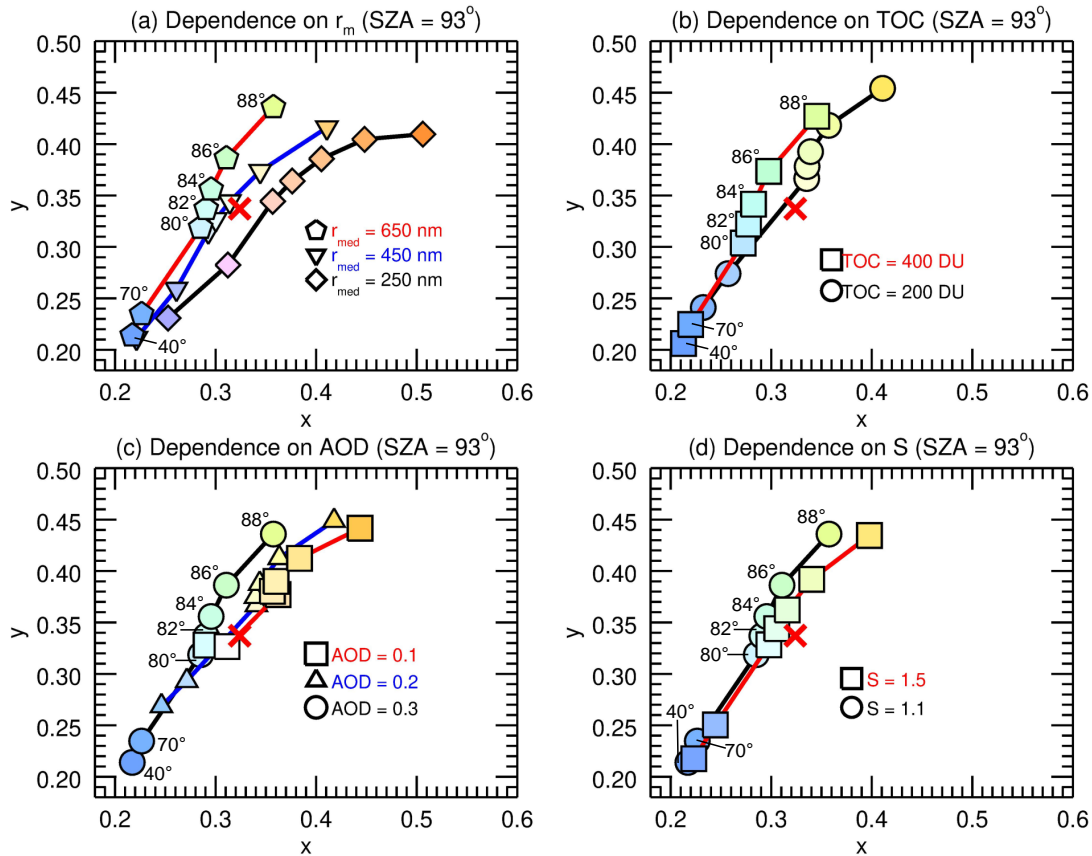 (a) Dependence on rm (SZA = 93o)
0.50
0.45
0.40
0.35
0.30
0.25
0.20
y
88°
86°
84°
82°
80°
70°
40°
rmed = 650 nm
rmed = 450 nm
rmed = 250 nm
0.2 0.3 0.4 0.5 0.6
x
(b) Dependence on TOC (SZA = 93o)
0.50
0.45
0.40
0.35
0.30
0.25
0.20
y
88°
86°
84°
82°
80°
70°
40°
TOC = 400 DU
TOC = 200 DU
0.2 0.3 0.4 0.5 0.6
x
(c) Dependence on AOD (SZA = 93o)
0.50
0.45
0.40
0.35
0.30
0.25
0.20
y
88°
86°
84°
82°
80°
70°
40°
AOD = 0.1
AOD = 0.2
AOD = 0.3
0.2 0.3 0.4 0.5 0.6
x
(d) Dependence on S (SZA = 93o)
0.50
0.45
0.40
0.35
0.30
0.25
0.20
y
88°
86°
84°
82°
80°
40°
70°
S = 1.5
S = 1.1
0.2 0.3 0.4 0.5 0.6
x